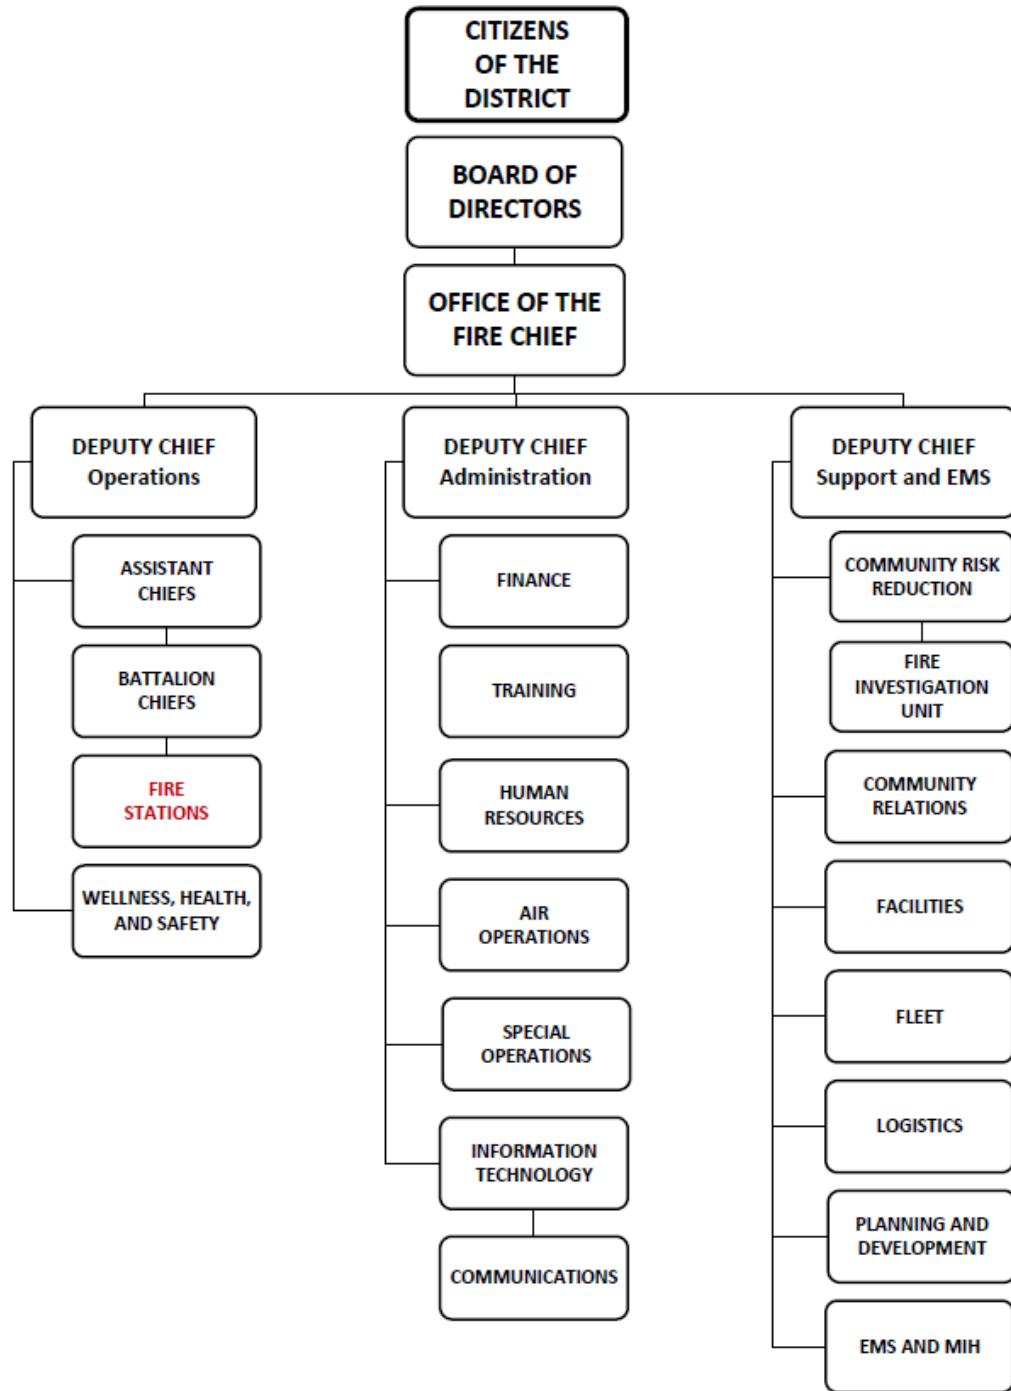 CITIZENS
OF THE
DISTRICT
BOARD OF
DIRECTORS
OFFICE OF THE
FIRE CHIEF
DEPUTY CHIEF
Operations
ASSISTANT
CHIEFS
BATTALION
CHIEFS
FIRE
STATIONS
WELLNESS, HEALTH,
AND SAFETY
DEPUTY CHIEF
Administration
FINANCE
TRAINING
HUMAN
RESOURCES
AIR
OPERATIONS
SPECIAL
OPERATIONS
INFORMATION
TECHNOLOGY
COMMUNICATIONS
DEPUTY CHIEF
Support and EMS
COMMUNITY RISK
REDUCTION
FIRE
INVESTIGATION
UNIT
COMMUNITY
RELATIONS
FACILITIES
FLEET
LOGISTICS
PLANNING AND
DEVELOPMENT
EMS AND MIH